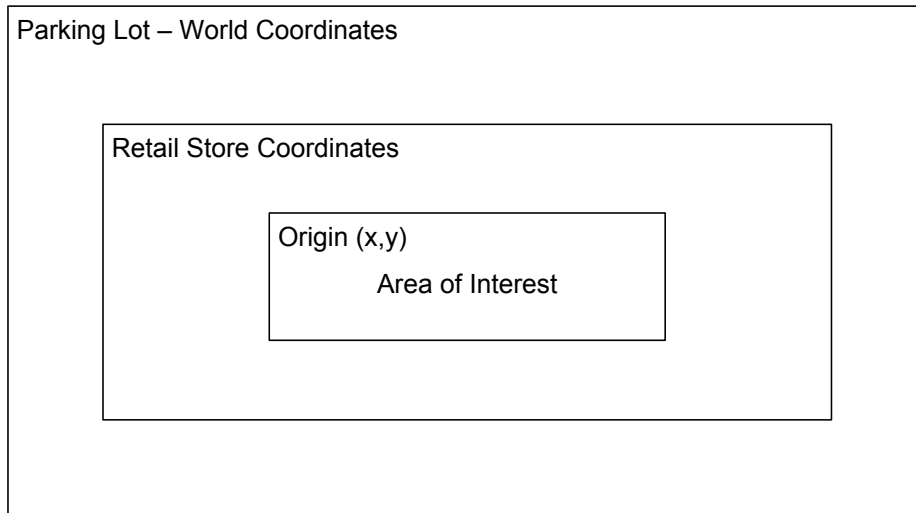 Parking Lot – World Coordinates
Retail Store Coordinates
Origin (x,y)
Area of Interest